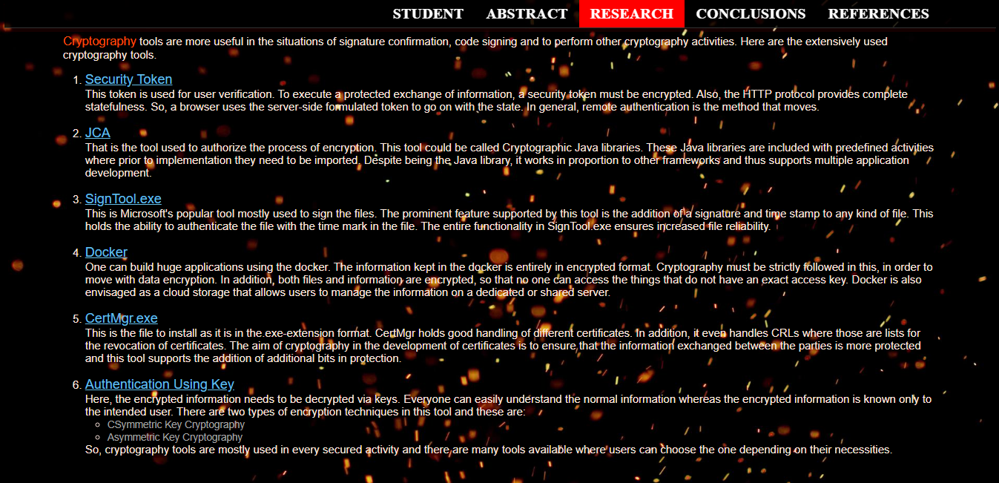 STUDENT ABSTRACT RESEARCH CONCLUSIONS REFERENCES
Cryptography tools are more useful in the situations of signature confirmation, code signing and to perform other cryptography activities. Here are the extensively used
cryptography tools.
1. Security Token
This token is used for user verification. To execute a protected exchange of information, a security token must be encrypted. Also, the HTTP protocol provides complete
statefulness. So, a browser uses the server-side formulated token to go on with the state. In general, remote authentication is the method that moves.
2. JCA
That is the tool used to authorize the process of encryption. This tool could be called Cryptographic Java libraries. These Java libraries are included with predefined activities
where prior to implementation they need to be imported. Despite being the Java library, it works in proportion to other frameworks and thus supports multiple application
development.
3. SignTool.exe
This is Microsoft's popular tool mostly used to sign the files. The prominent feature supported by this tool is the addition of a signature and time stamp to any kind of file. This
holds the ability to authenticate the file with the time mark in the file. The entire functionality in SignTool.exe ensures increased file reliability.
4. Docker
One can build huge applications using the docker. The information kept in the docker is entirely in encrypted format. Cryptography must be strictly followed in this, in order to
move with data encryption. In addition, both files and information are encrypted, so that no one can access the things that do not have an exact access key. Docker is also
envisaged as a cloud storage that allows users to manage the information on a dedicated or shared server.
5. CertMgr.exe
This is the file to install as it is in the.exe-extension format. CertMgr holds good handling of different certificates. In addition, it even handles CRLs where those are lists for
the revocation of certificates. The aim of cryptography in the development of certificates is to ensure that the information exchanged between the parties is more protected
and this tool supports the addition of additional bits in protection.
6. Authentication Using Key
Here, the encrypted information needs to be decrypted via keys. Everyone can easily understand the normal information whereas the encrypted information is known only to
the intended user. There are two types of encryption techniques in this tool and these are:
CSymmetric Key Cryptography
Asymmetric Key Cryptography
So, cryptography tools are mostly used in every secured activity and there are many tools available where users can choose the one depending on their necessities.